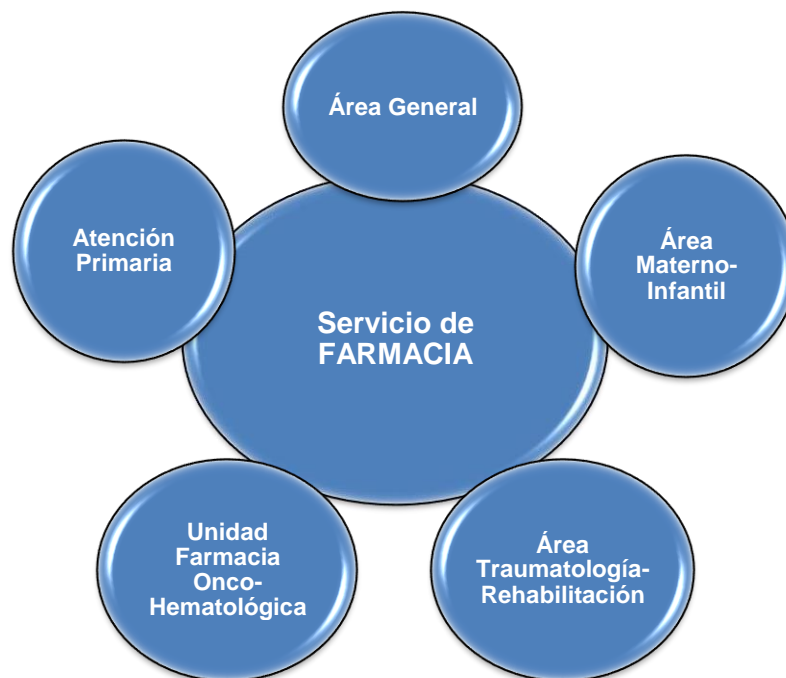 Área General
Atención
Primaria
Área
Materno-
Infantil
Servicio de
FARMACIA
Unidad
Farmacia
Onco-
Hematológica
Área
Traumatología-
Rehabilitación